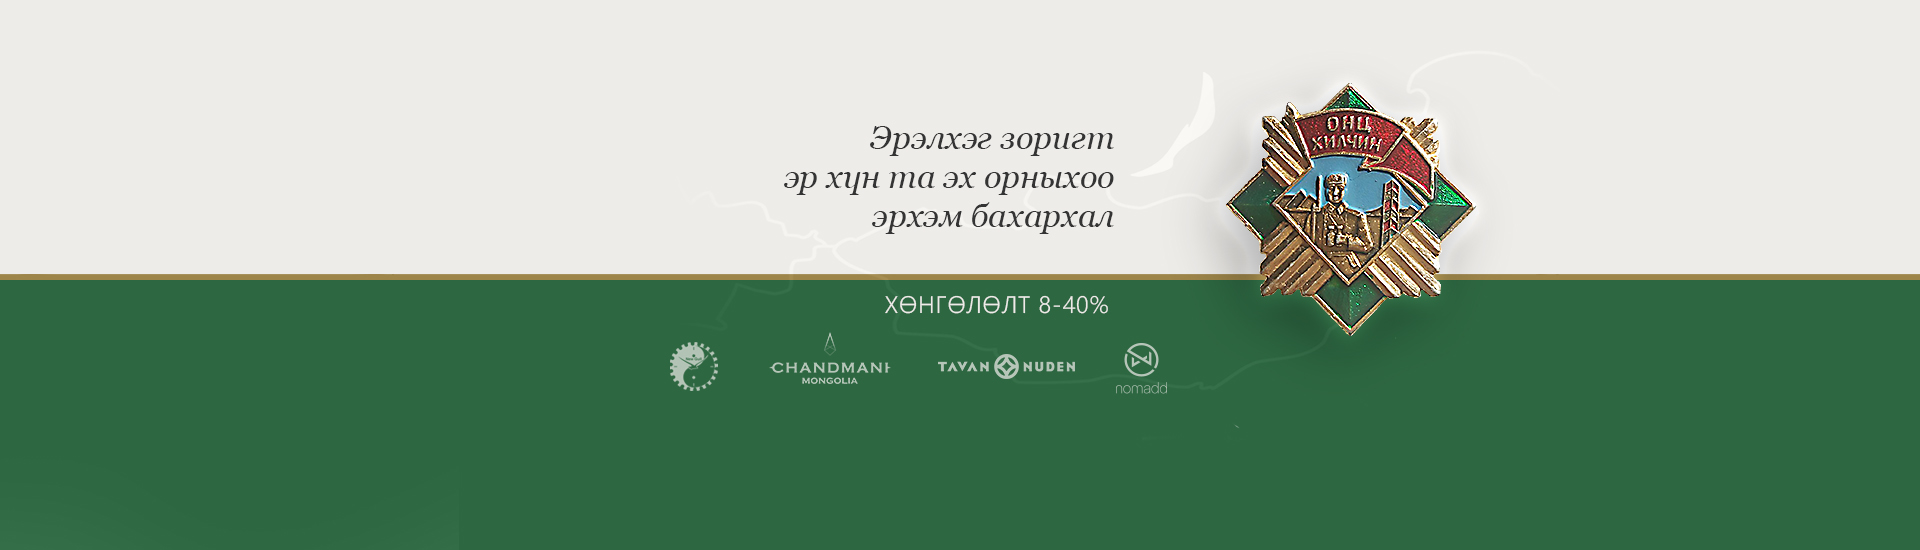 Эрэлхэг зоригт
эр хүн та эх орныхоо
эрхэм бахархал
ОНЦ
ХИЛЧИН
ХӨНГӨЛӨЛТ 8-40%
CHANDMANI
MONGOLIA
TAVAN NUDEN
nomadd